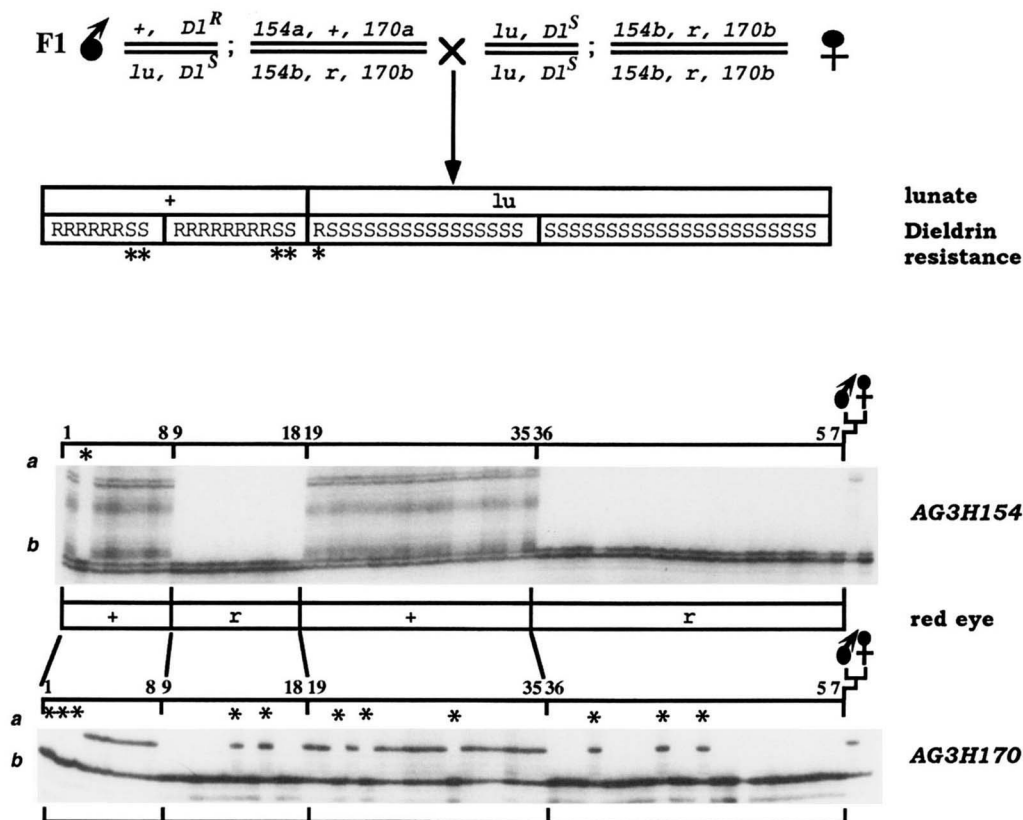 F1 +, Dl^R ; 154a, +, 170a × lu, Dl^S ; 154b, r, 170b
lu, Dl^S 154b, r, 170b lu, Dl^S 154b, r, 170b
+ lu lunate
RRRRRRSS RRRRRRRRSS RSSSSSSSSSSSSSSSS SSSSSSSSSSSSSSSSSSSSSS Dieldrin
** ** * resistance
1 8 9 18 19 35 36 57
a *
b AG3H154
+ r + r red eye
1 8 9 18 19 35 36 57
a *** * * * * * * * *
b AG3H170